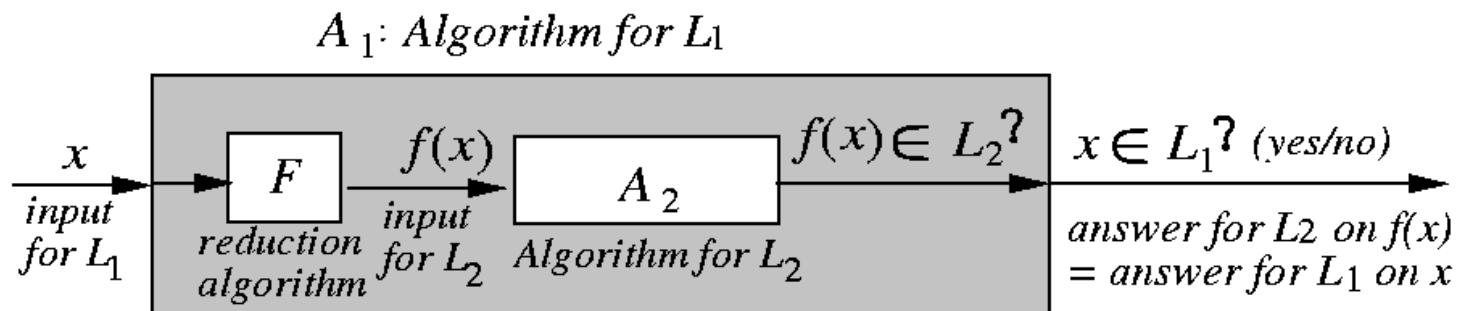 A₁: Algorithm for L₁
x
input
for L₁
F
reduction
algorithm
f(x)
input
for L₂
A₂
Algorithm for L₂
f(x) ∈ L₂?
x ∈ L₁? (yes/no)
answer for L2 on f(x)
= answer for L₁ on x